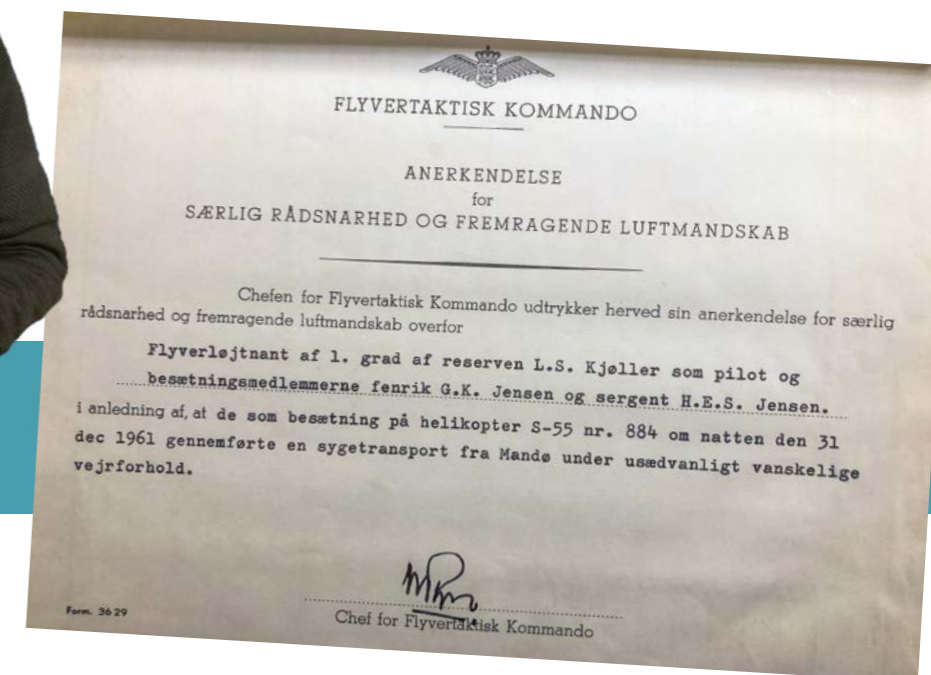 FLYVERTAKTISK KOMMANDO
ANERKENDELSE
for
SÆRLIG RÅDSNARHED OG FREMRAGENDE LUFTMANDSKAB
Chefen for Flyvertaktisk Kommando udtrykker herved sin anerkendelse for særlig
rådsnarhed og fremragende luftmandskab overfor
Flyverløjtnant af 1. grad af reserven L.S. Kjøller som pilot og
besætningsmedlemmerne fenrik G.K. Jensen og sergent H.E.S. Jensen.
i anledning af, at de som besætning på helikopter S-55 nr. 884 om natten den 31
dec 1961 gennemførte en sygetransport fra Mandø under usædvanligt vanskelige
vejrforhold.
Chef for Flyvertaktisk Kommando
Form. 3629